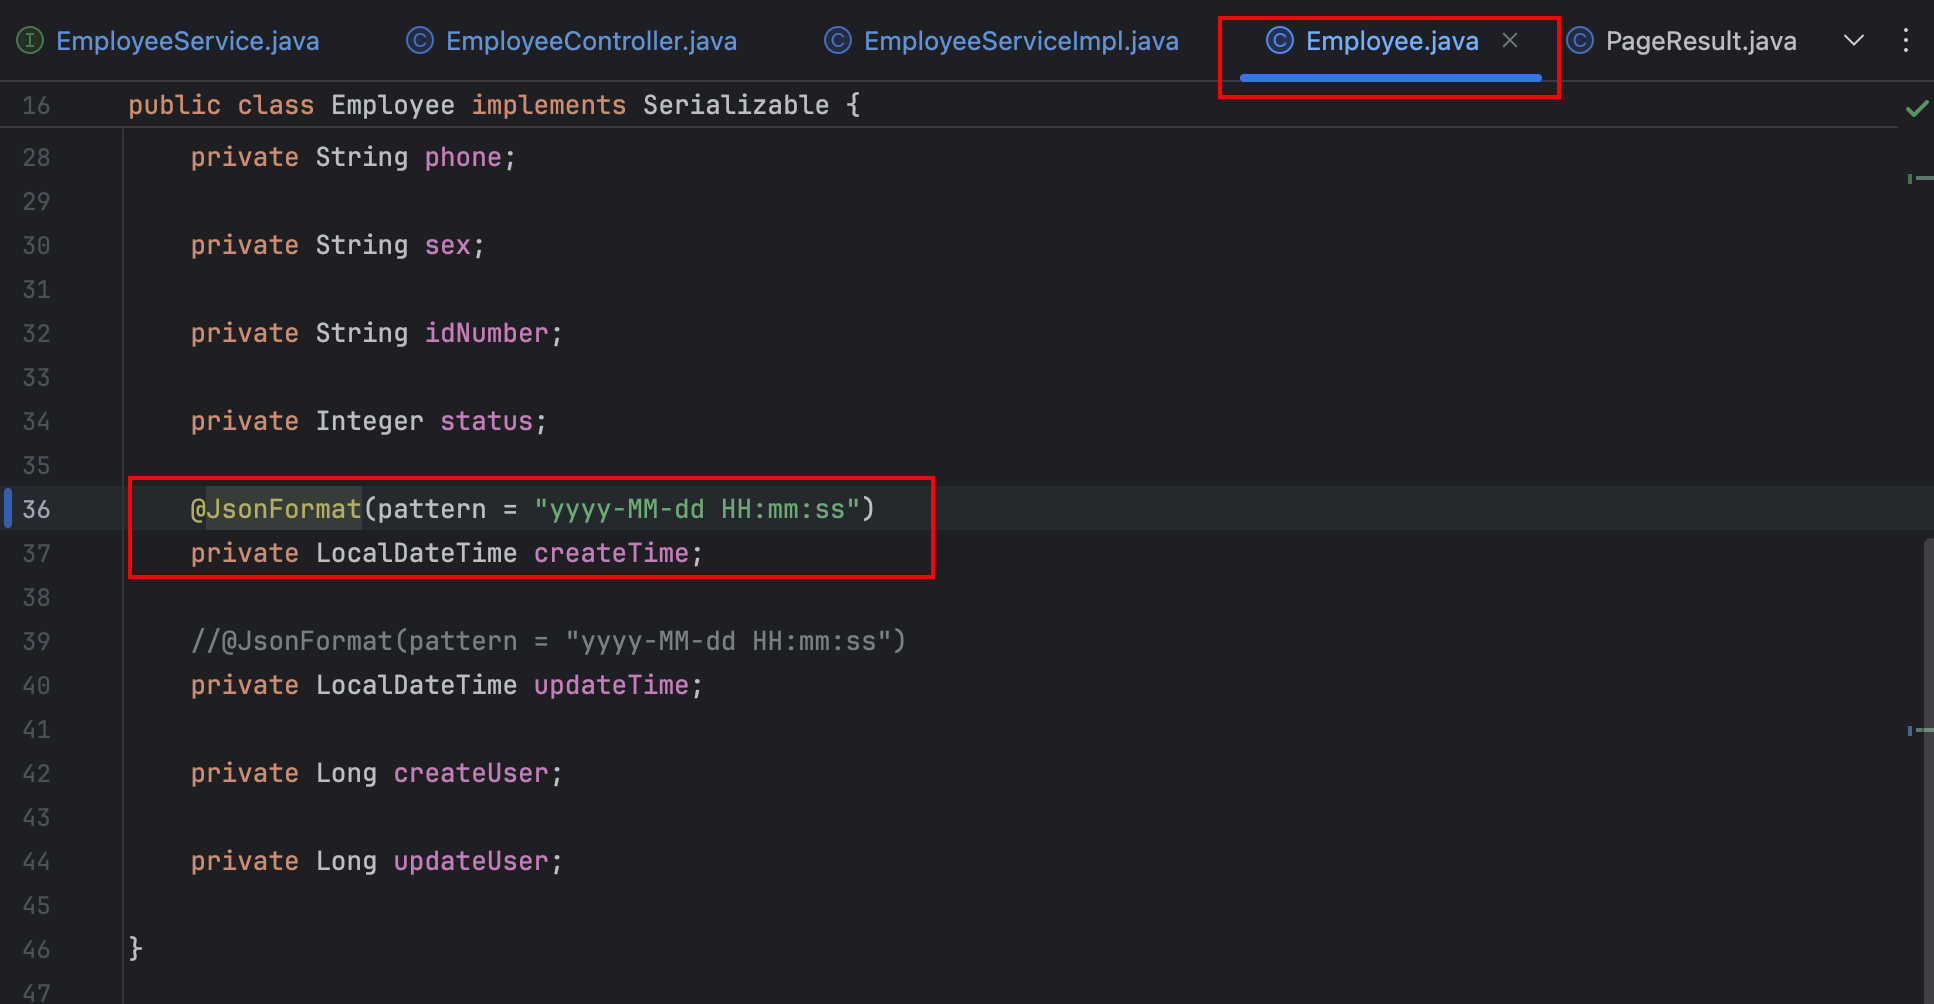 EmployeeService.java EmployeeController.java EmployeeServiceImpl.java Employee.java PageResult.java
16 public class Employee implements Serializable {
28 private String phone;
29
30 private String sex;
31
32 private String idNumber;
33
34 private Integer status;
35
36 @JsonFormat(pattern = "yyyy-MM-dd HH:mm:ss")
37 private LocalDateTime createTime;
38
39 //@JsonFormat(pattern = "yyyy-MM-dd HH:mm:ss")
40 private LocalDateTime updateTime;
41
42 private Long createUser;
43
44 private Long updateUser;
45
46 }
47